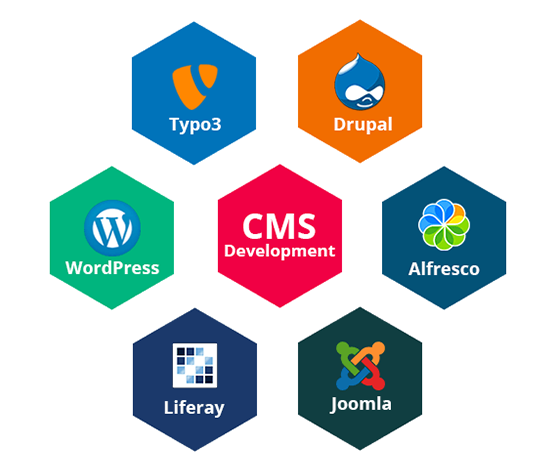 Typo3
Drupal
WordPress
CMS
Development
Alfresco
Liferay
Joomla